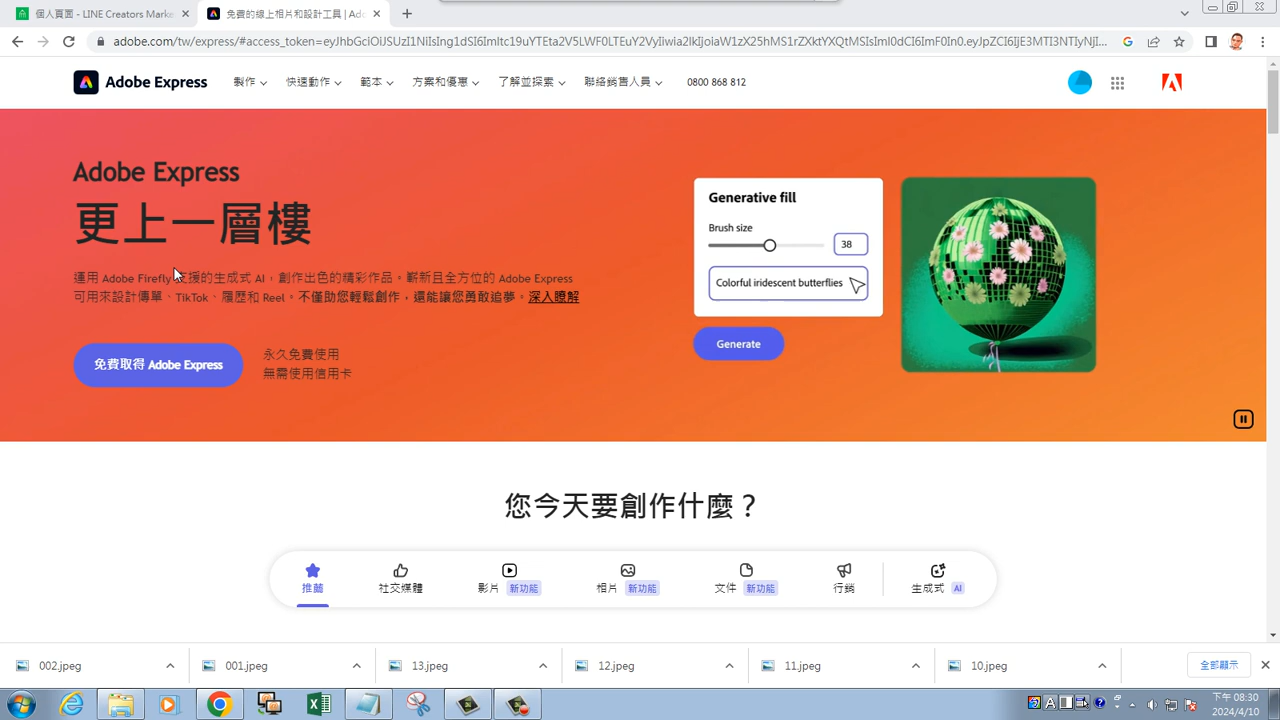 個人頁面 - LINE Creators Mark
免費的線上相片和設計工具 | Ado
adobe.com/tw/express/#access_token=eyJhbGciOiJSUzI1NiIsIng1dSI6Imltc19uYTEta2V5LWF0LTEuY2VyIiwia2lkIjoiaW1zX25hMS1rZXktYXQtMSIsIml0dCI6ImF0In0.eyJpZCI6IjE3MTI3NTIyNjI...
Adobe Express 製作 快速動作 範本 方案和優惠 了解並探索 聯絡銷售人員 0800 868 812
Adobe Express
更上一層樓
運用 Adobe Firefly 支援的生成式 AI，創作出色的精彩作品。嶄新且全方位的 Adobe Express
可用來設計傳單、TikTok、履歷和 Reel。不僅助您輕鬆創作，還能讓您勇敢追夢。深入瞭解
免費取得 Adobe Express
永久免費使用
無需使用信用卡
Generative fill
Brush size
38
Colorful iridescent butterflies
Generate
您今天要創作什麼？
推薦 社交媒體 影片 新功能 相片 新功能 文件 新功能 行銷 生成式 AI
002.jpeg 001.jpeg 13.jpeg 12.jpeg 11.jpeg 10.jpeg 全部顯示
下午 08:30
2024/4/10